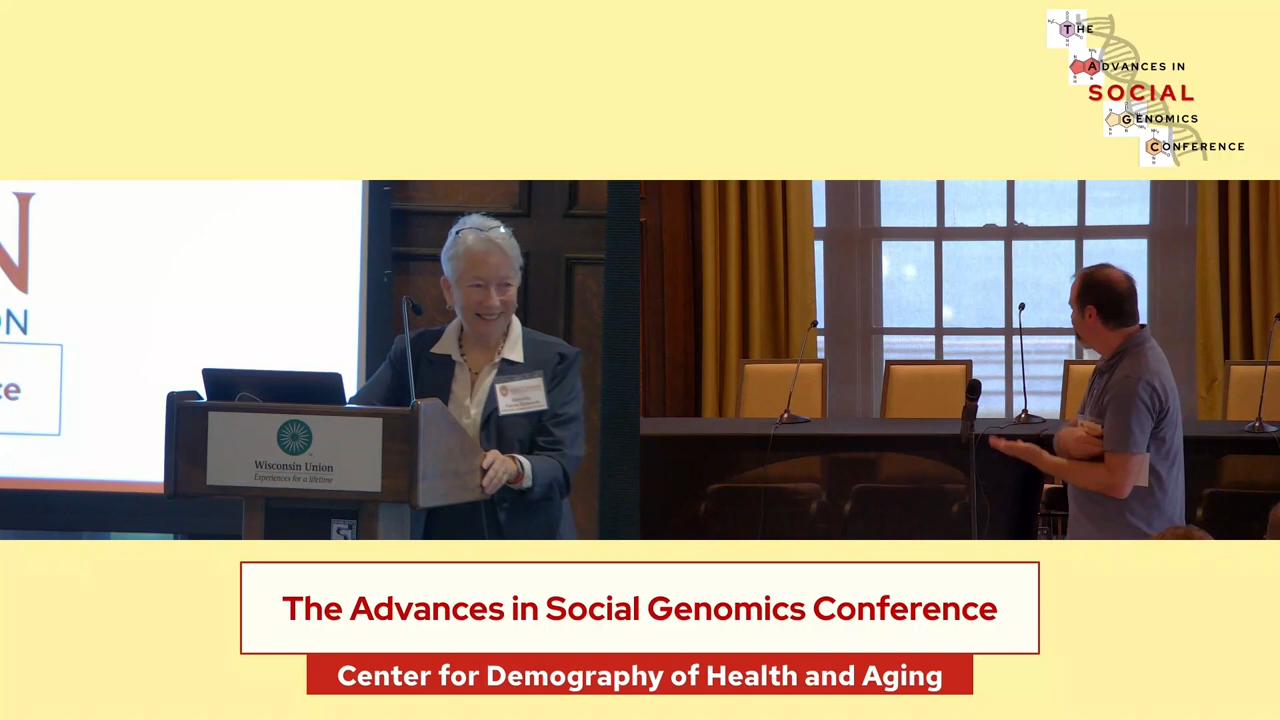 THE
ADVANCES IN
SOCIAL
GENOMICS
CONFERENCE
N
ON
ce
Wisconsin Union
Experiences for a lifetime
The Advances in Social Genomics Conference
Center for Demography of Health and Aging